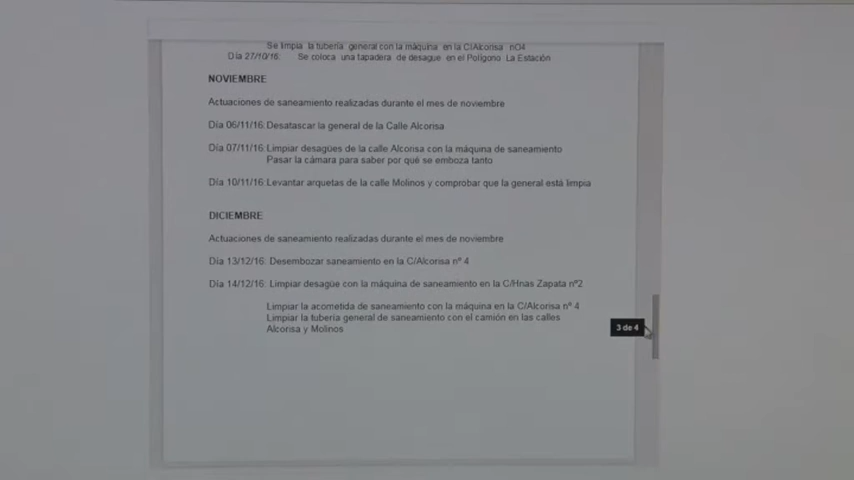 Se limpia la tubería general con la máquina en la C/Alcorisa nO4
Día 27/10/16: Se coloca una tapadera de desague en el Polígono La Estación
NOVIEMBRE
Actuaciones de saneamiento realizadas durante el mes de noviembre
Día 06/11/16: Desatascar la general de la Calle Alcorisa
Día 07/11/16: Limpiar desagües de la calle Alcorisa con la máquina de saneamiento
Pasar la cámara para saber por qué se emboza tanto
Día 10/11/16: Levantar arquetas de la calle Molinos y comprobar que la general está limpia
DICIEMBRE
Actuaciones de saneamiento realizadas durante el mes de noviembre
Día 13/12/16: Desembozar saneamiento en la C/Alcorisa nº 4
Día 14/12/16: Limpiar desagüe con la máquina de saneamiento en la C/Hnas Zapata nº2
Limpiar la acometida de saneamiento con la máquina en la C/Alcorisa nº 4
Limpiar la tubería general de saneamiento con el camión en las calles
Alcorisa y Molinos
3 de 4